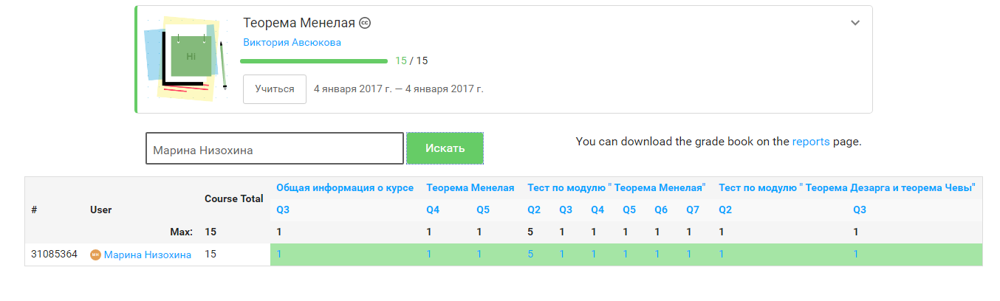 Теорема Менелая cc
Виктория Авсюкова
Hi
15 / 15
Учиться 4 января 2017 г. — 4 января 2017 г.
Марина Низохина Искать You can download the grade book on the reports page.
# User Course Total Общая информация о курсе Теорема Менелая Тест по модулю " Теорема Менелая" Тест по модулю " Теорема Дезарга и теорема Чевы"
Q3 Q4 Q5 Q2 Q3 Q4 Q5 Q6 Q7 Q2 Q3
Max: 15 1 1 1 5 1 1 1 1 1 1 1
31085364 МН Марина Низохина 15 1 1 1 5 1 1 1 1 1 1 1